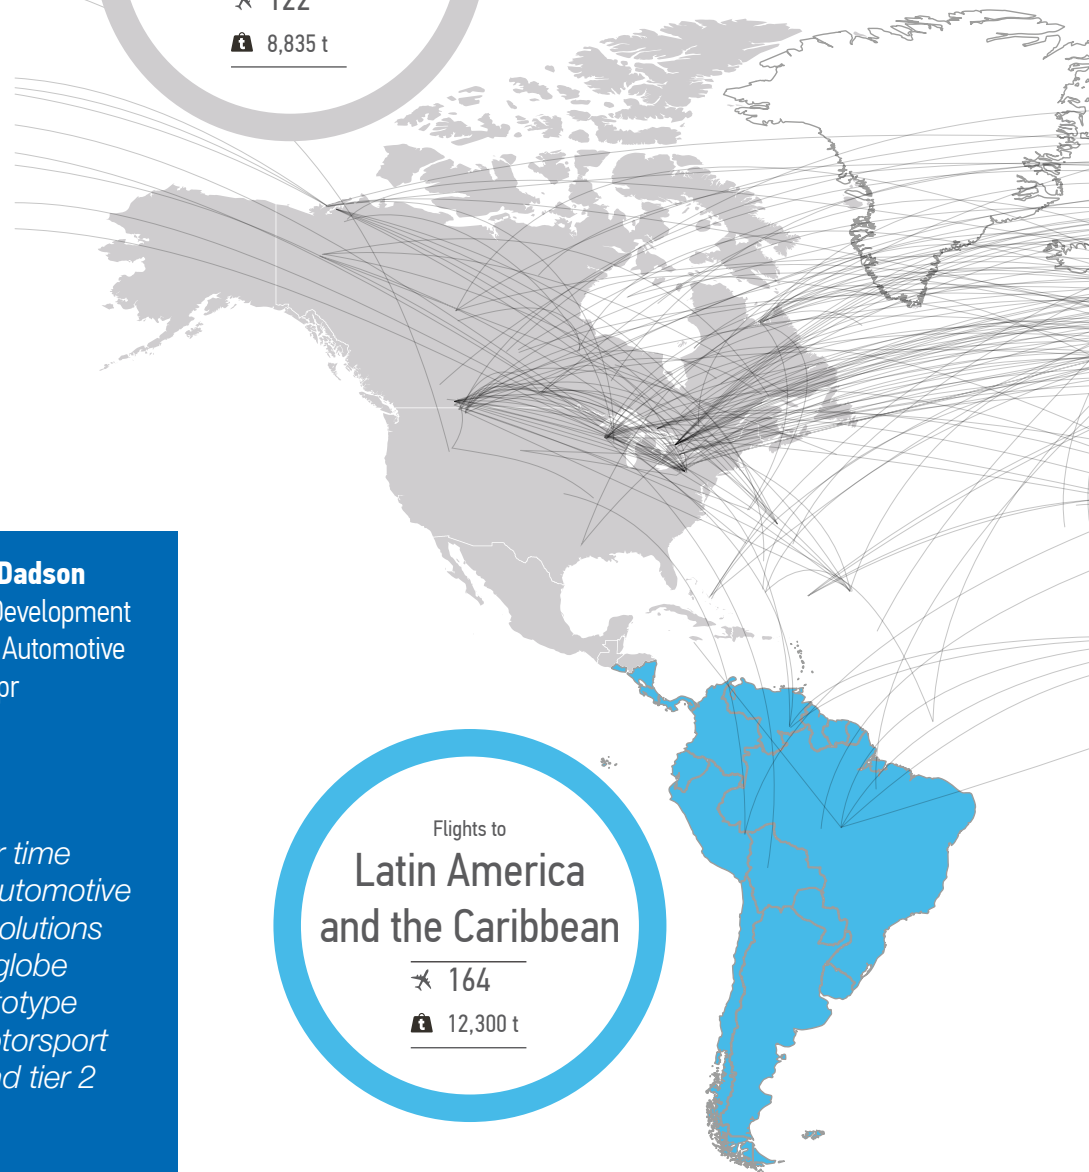 122
8,835 t
Dadson
Development
Automotive
or
r time
utomotive
olutions
globe
rotype
torsport
nd tier 2
Flights to
Latin America
and the Caribbean
164
12,300 t